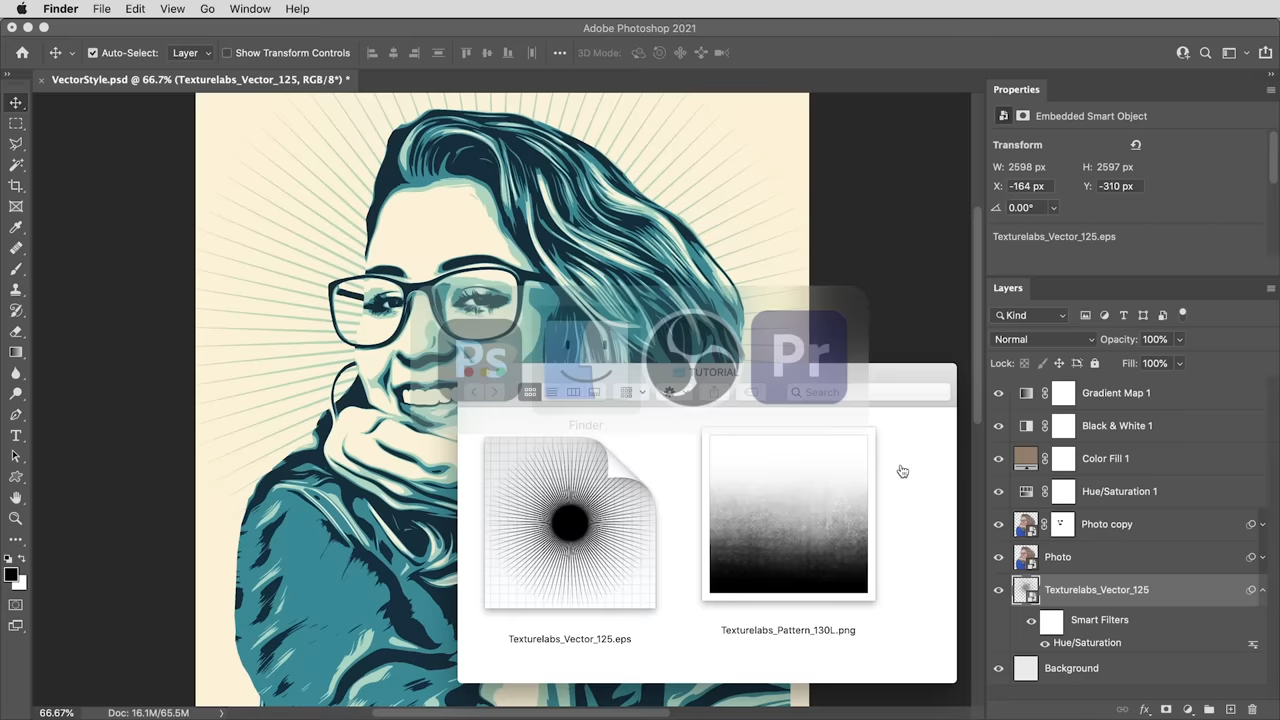 Finder File Edit View Go Window Help
Adobe Photoshop 2021
Auto-Select: Layer Show Transform Controls 3D Mode:
VectorStyle.psd @ 66.7% (Texturelabs_Vector_125, RGB/8*) *
Properties
Embedded Smart Object
Transform
W: 2598 px H: 2597 px
X: -164 px Y: -310 px
0.00°
Texturelabs_Vector_125.eps
Layers
Kind
Normal Opacity: 100%
Lock: Fill: 100%
Gradient Map 1
Black & White 1
Color Fill 1
Hue/Saturation 1
Photo copy
Photo
Texturelabs_Vector_125
Smart Filters
Hue/Saturation
Background
Ps Pr
TUTORIAL
Search
Finder
Texturelabs_Vector_125.eps
Texturelabs_Pattern_130L.png
66.67% Doc: 16.1M/65.5M